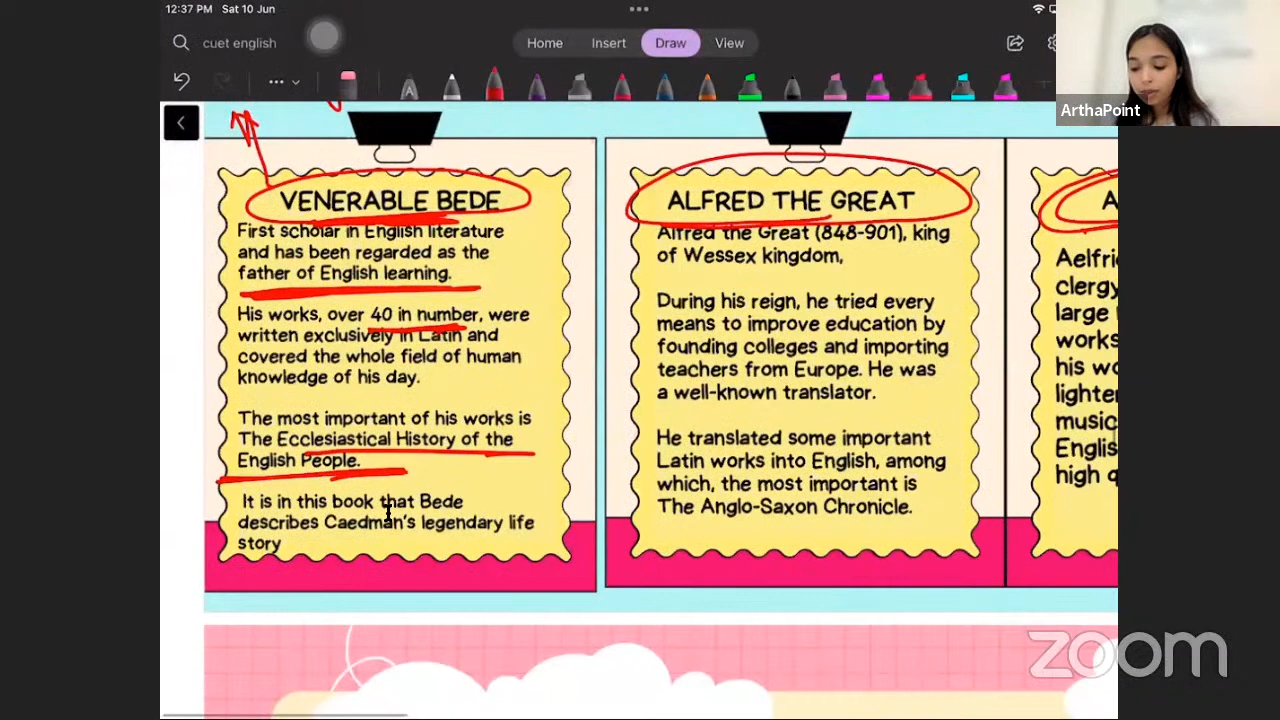 12:37 PM Sat 10 Jun
cuet english
Home Insert Draw View
ArthaPoint
VENERABLE BEDE
First scholar in English literature
and has been regarded as the
father of English learning.
His works, over 40 in number, were
written exclusively in Latin and
covered the whole field of human
knowledge of his day.
The most important of his works is
The Ecclesiastical History of the
English People.
It is in this book that Bede
describes Caedman's legendary life
story
ALFRED THE GREAT
Alfred the Great (848-901), king
of Wessex kingdom,
During his reign, he tried every
means to improve education by
founding colleges and importing
teachers from Europe. He was
a well-known translator.
He translated some important
Latin works into English, among
which, the most important is
The Anglo-Saxon Chronicle.
A
Aelfri
clergy
large
works
his wo
lighte
music
Englis
high q
zoom